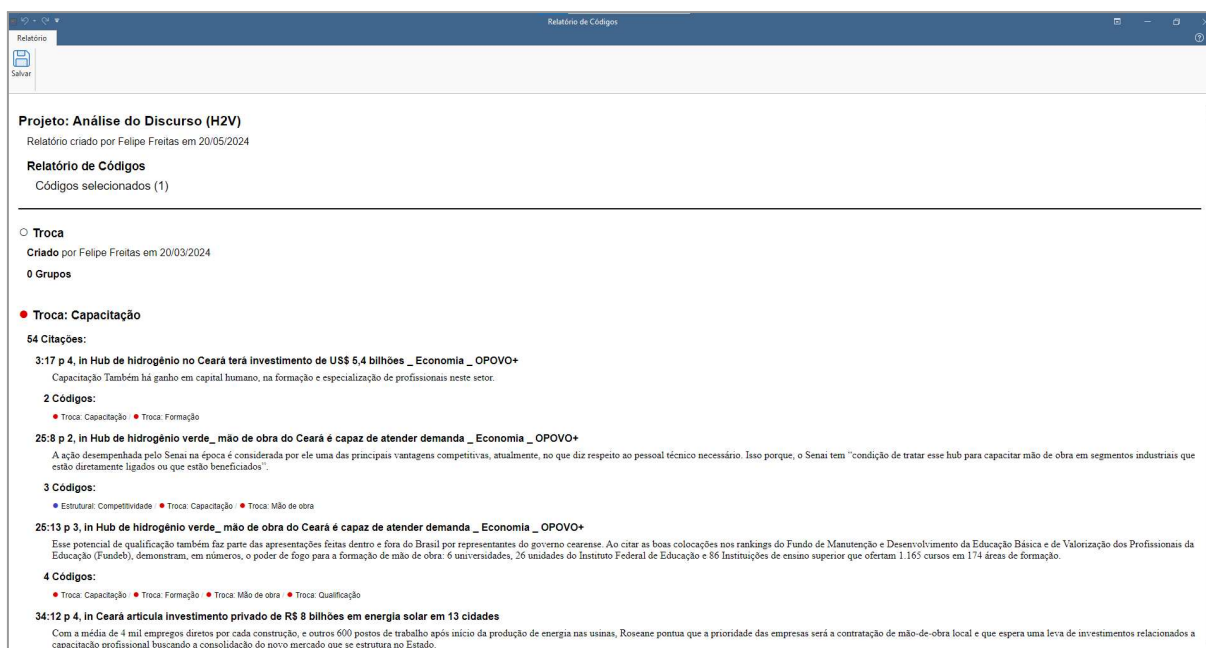 Relatório de Códigos
Relatório
Salvar
Projeto: Análise do Discurso (H2V)
Relatório criado por Felipe Freitas em 20/05/2024
Relatório de Códigos
Códigos selecionados (1)
Troca
Criado por Felipe Freitas em 20/03/2024
0 Grupos
Troca: Capacitação
54 Citações:
3:17 p 4, in Hub de hidrogênio no Ceará terá investimento de US$ 5,4 bilhões _ Economia _ OPOVO+
Capacitação Também há ganho em capital humano, na formação e especialização de profissionais neste setor.
2 Códigos:
Troca: Capacitação / Troca: Formação
25:8 p 2, in Hub de hidrogênio verde_ mão de obra do Ceará é capaz de atender demanda _ Economia _ OPOVO+
A ação desempenhada pelo Senai na época é considerada por ele uma das principais vantagens competitivas, atualmente, no que diz respeito ao pessoal técnico necessário. Isso porque, o Senai tem "condição de tratar esse hub para capacitar mão de obra em segmentos industriais que
estão diretamente ligados ou que estão beneficiados".
3 Códigos:
Estrutural: Competitividade / Troca: Capacitação / Troca: Mão de obra
25:13 p 3, in Hub de hidrogênio verde_ mão de obra do Ceará é capaz de atender demanda _ Economia _ OPOVO+
Esse potencial de qualificação também faz parte das apresentações feitas dentro e fora do Brasil por representantes do governo cearense. Ao citar as boas colocações nos rankings do Fundo de Manutenção e Desenvolvimento da Educação Básica e de Valorização dos Profissionais da
Educação (Fundeb), demonstram, em números, o poder de fogo para a formação de mão de obra: 6 universidades, 26 unidades do Instituto Federal de Educação e 86 Instituições de ensino superior que ofertam 1.165 cursos em 174 áreas de formação.
4 Códigos:
Troca: Capacitação / Troca: Formação / Troca: Mão de obra / Troca: Qualificação
34:12 p 4, in Ceará articula investimento privado de R$ 8 bilhões em energia solar em 13 cidades
Com a média de 4 mil empregos diretos por cada construção, e outros 600 postos de trabalho após início da produção de energia nas usinas, Roseane pontua que a prioridade das empresas será a contratação de mão-de-obra local e que espera uma leva de investimentos relacionados a
capacitação profissional buscando a consolidação do novo mercado que se estrutura no Estado.